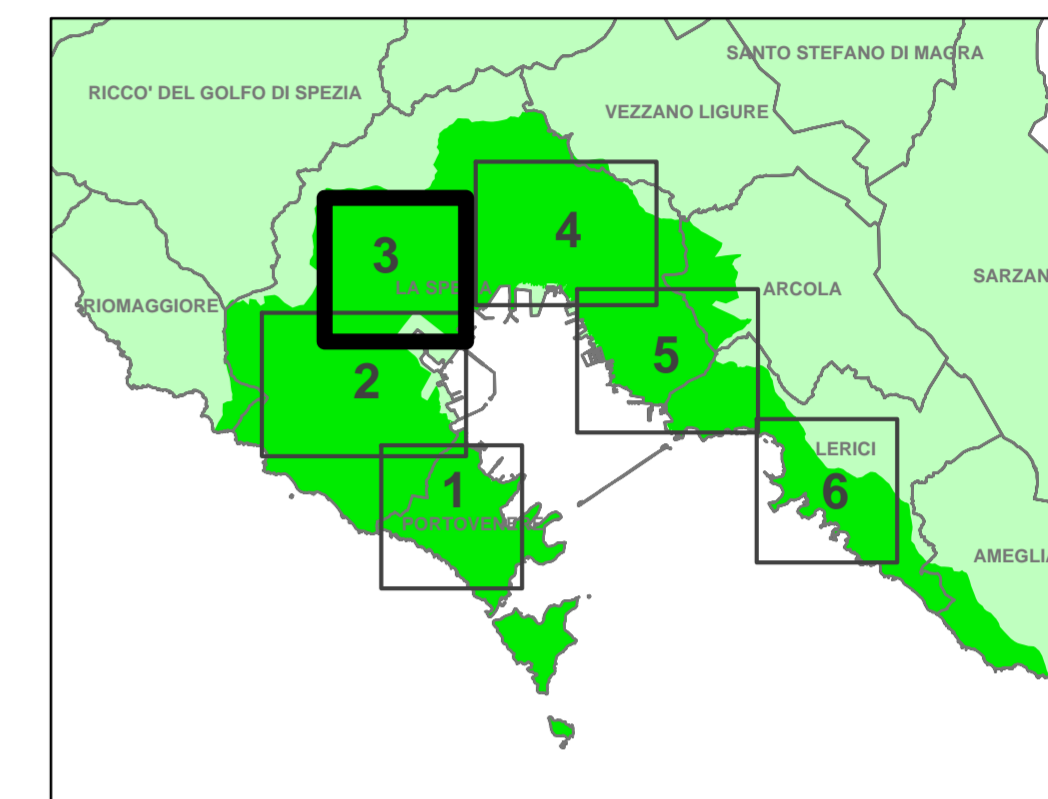 SANTO STEFANO DI MAGRA
RICCO' DEL GOLFO DI SPEZIA
VEZZANO LIGURE
4
3
LA SPEZIA
SARZAN
ARCOLA
RIOMAGGIORE
5
2
LERICI
1
6
PORTOVENERE
AMEGLIA